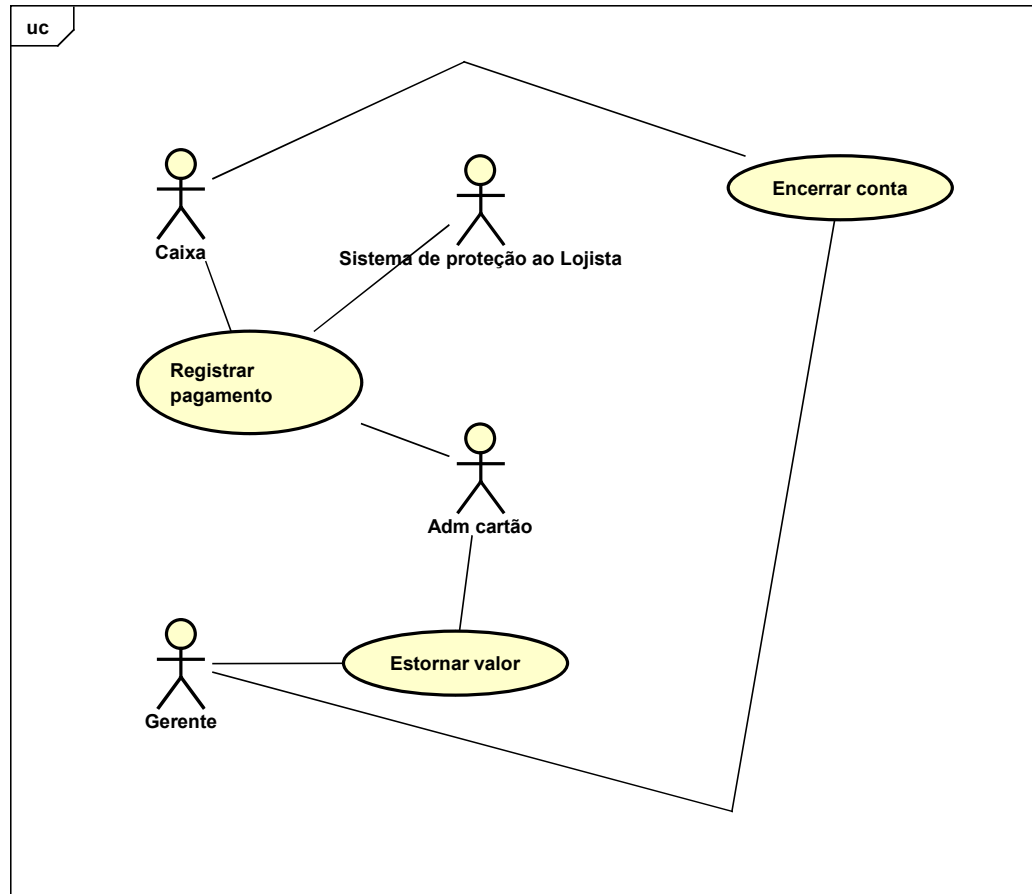 uc
Encerrar conta
Caixa
Sistema de proteção ao Lojista
Registrar
pagamento
Adm cartão
Estornar valor
Gerente